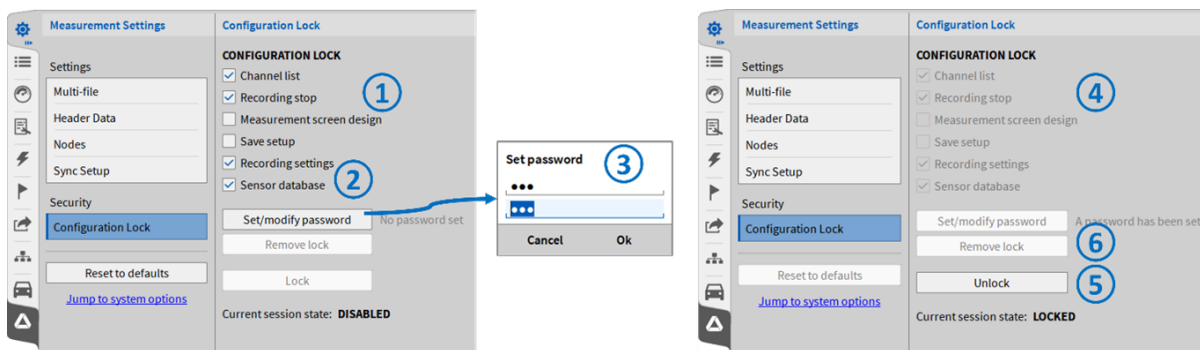 Measurement Settings
Configuration Lock
Settings
Multi-file
Header Data
Nodes
Sync Setup
Security
Configuration Lock
Reset to defaults
Jump to system options
CONFIGURATION LOCK
Channel list
Recording stop
1
Measurement screen design
Save setup
Recording settings
2
Sensor database
Set/modify password
No password set
Remove lock
Lock
Current session state: DISABLED
Set password
3
•••
•••
Cancel
Ok
Measurement Settings
Configuration Lock
Settings
Multi-file
Header Data
Nodes
Sync Setup
Security
Configuration Lock
Reset to defaults
Jump to system options
CONFIGURATION LOCK
Channel list
Recording stop
4
Measurement screen design
Save setup
Recording settings
Sensor database
Set/modify password
A password has been set
Remove lock
6
Unlock
5
Current session state: LOCKED